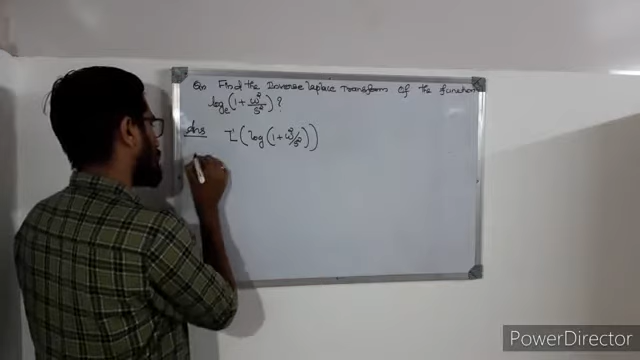 Qn Find the Inverse Laplace Transform of the function
logₑ(1 + ω²/s²) ?
Ans L⁻¹(log(1+ω²/s²))
PowerDirector